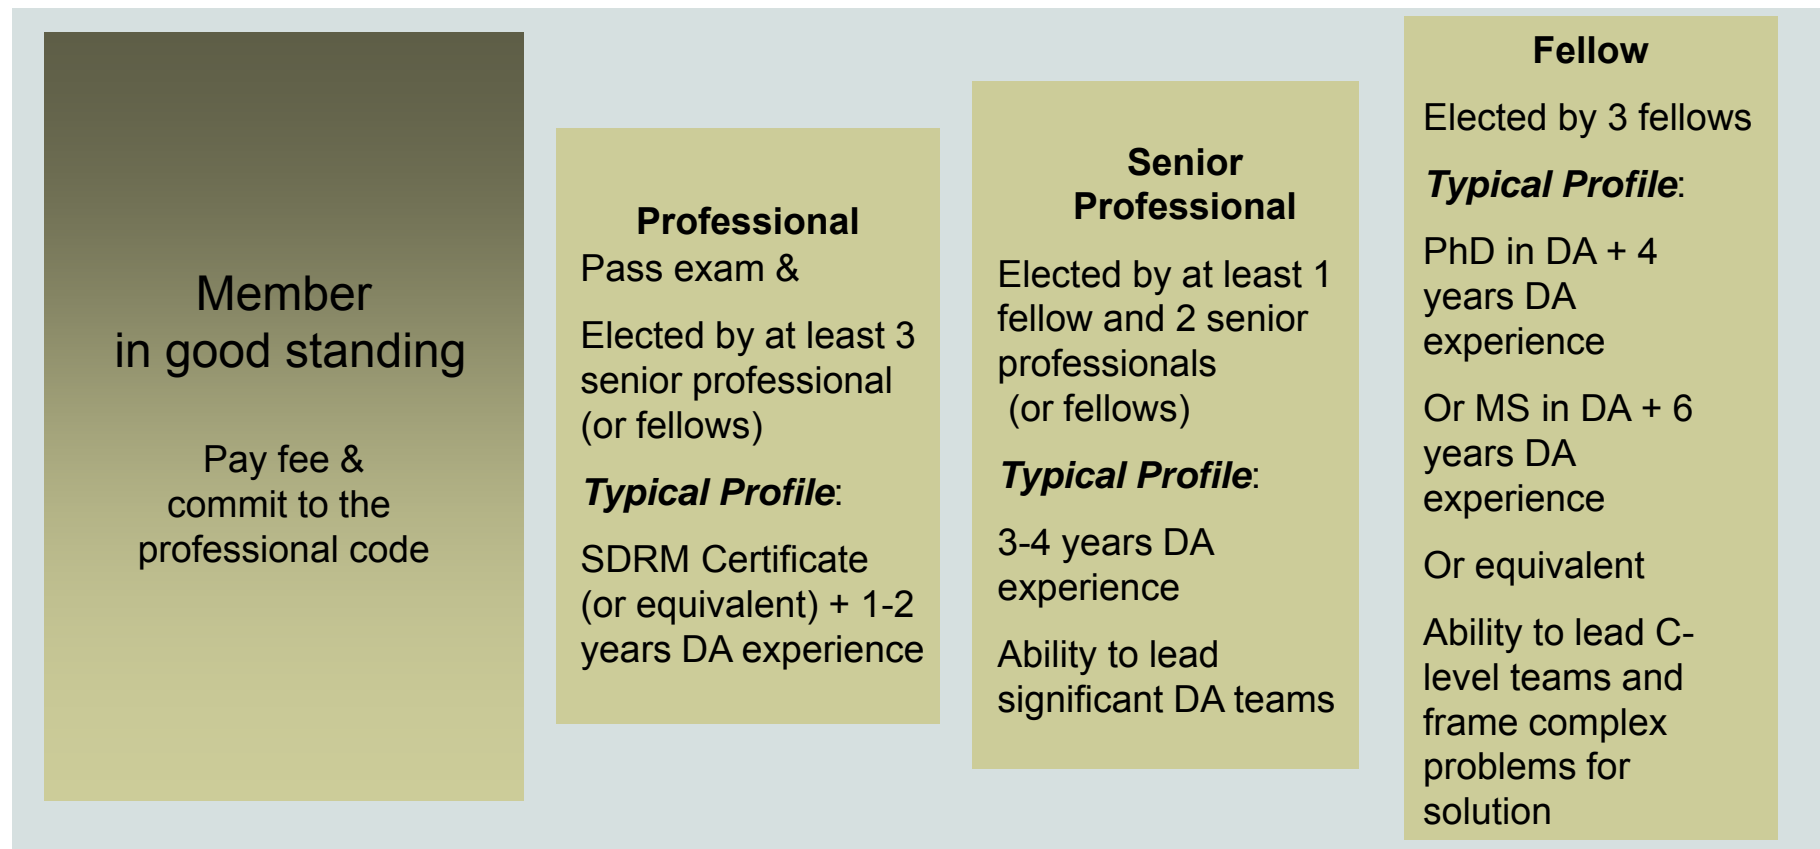 Member
in good standing
Pay fee &
commit to the
professional code
Professional
Pass exam &
Elected by at least 3
senior professional
(or fellows)
Typical Profile:
SDRM Certificate
(or equivalent) + 1-2
years DA experience
Senior
Professional
Elected by at least 1
fellow and 2 senior
professionals
(or fellows)
Typical Profile:
3-4 years DA
experience
Ability to lead
significant DA teams
Fellow
Elected by 3 fellows
Typical Profile:
PhD in DA + 4
years DA
experience
Or MS in DA + 6
years DA
experience
Or equivalent
Ability to lead C-
level teams and
frame complex
problems for
solution